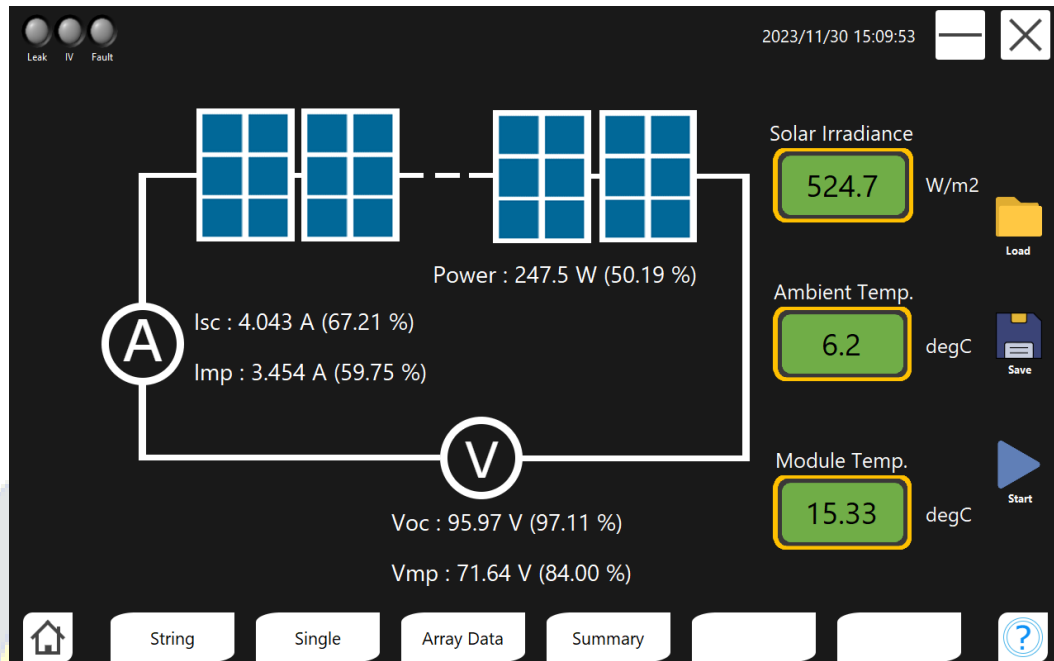 2023/11/30 15:09:53
Leak IV Fault
Solar Irradiance
524.7 W/m2
Load
Power : 247.5 W (50.19 %)
Ambient Temp.
6.2 degC
Save
A
Isc : 4.043 A (67.21 %)
Imp : 3.454 A (59.75 %)
V
Module Temp.
15.33 degC
Start
Voc : 95.97 V (97.11 %)
Vmp : 71.64 V (84.00 %)
String Single Array Data Summary
?